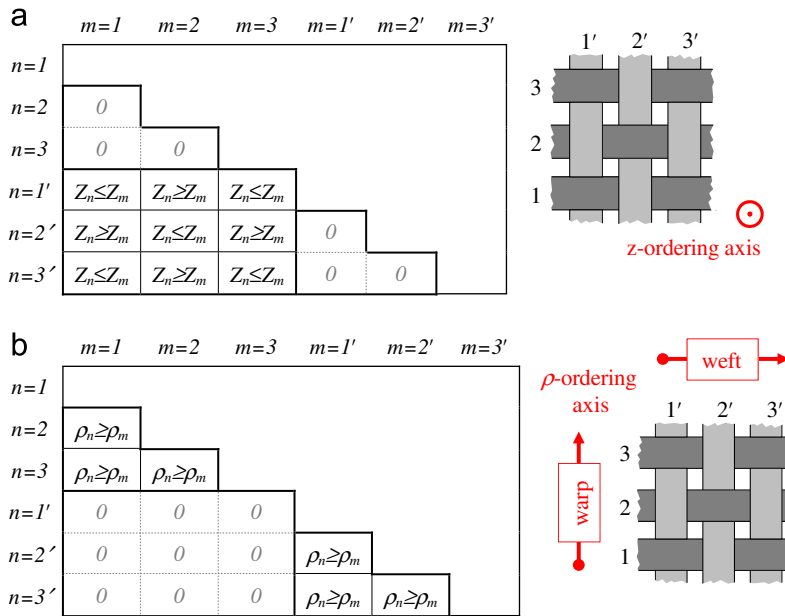 a
m=1 m=2 m=3 m=1′ m=2′ m=3′
n=1
n=2 0
n=3 0 0
n=1′ Zn≤Zm Zn≥Zm Zn≤Zm
n=2′ Zn≥Zm Zn≤Zm Zn≥Zm 0
n=3′ Zn≤Zm Zn≥Zm Zn≤Zm 0 0
1′ 2′ 3′
3
2
1
z-ordering axis
b
m=1 m=2 m=3 m=1′ m=2′ m=3′
n=1
n=2 ρn≥ρm
n=3 ρn≥ρm ρn≥ρm
n=1′ 0 0 0
n=2′ 0 0 0 ρn≥ρm
n=3′ 0 0 0 ρn≥ρm ρn≥ρm
weft
ρ-ordering
axis
warp
1′ 2′ 3′
3
2
1